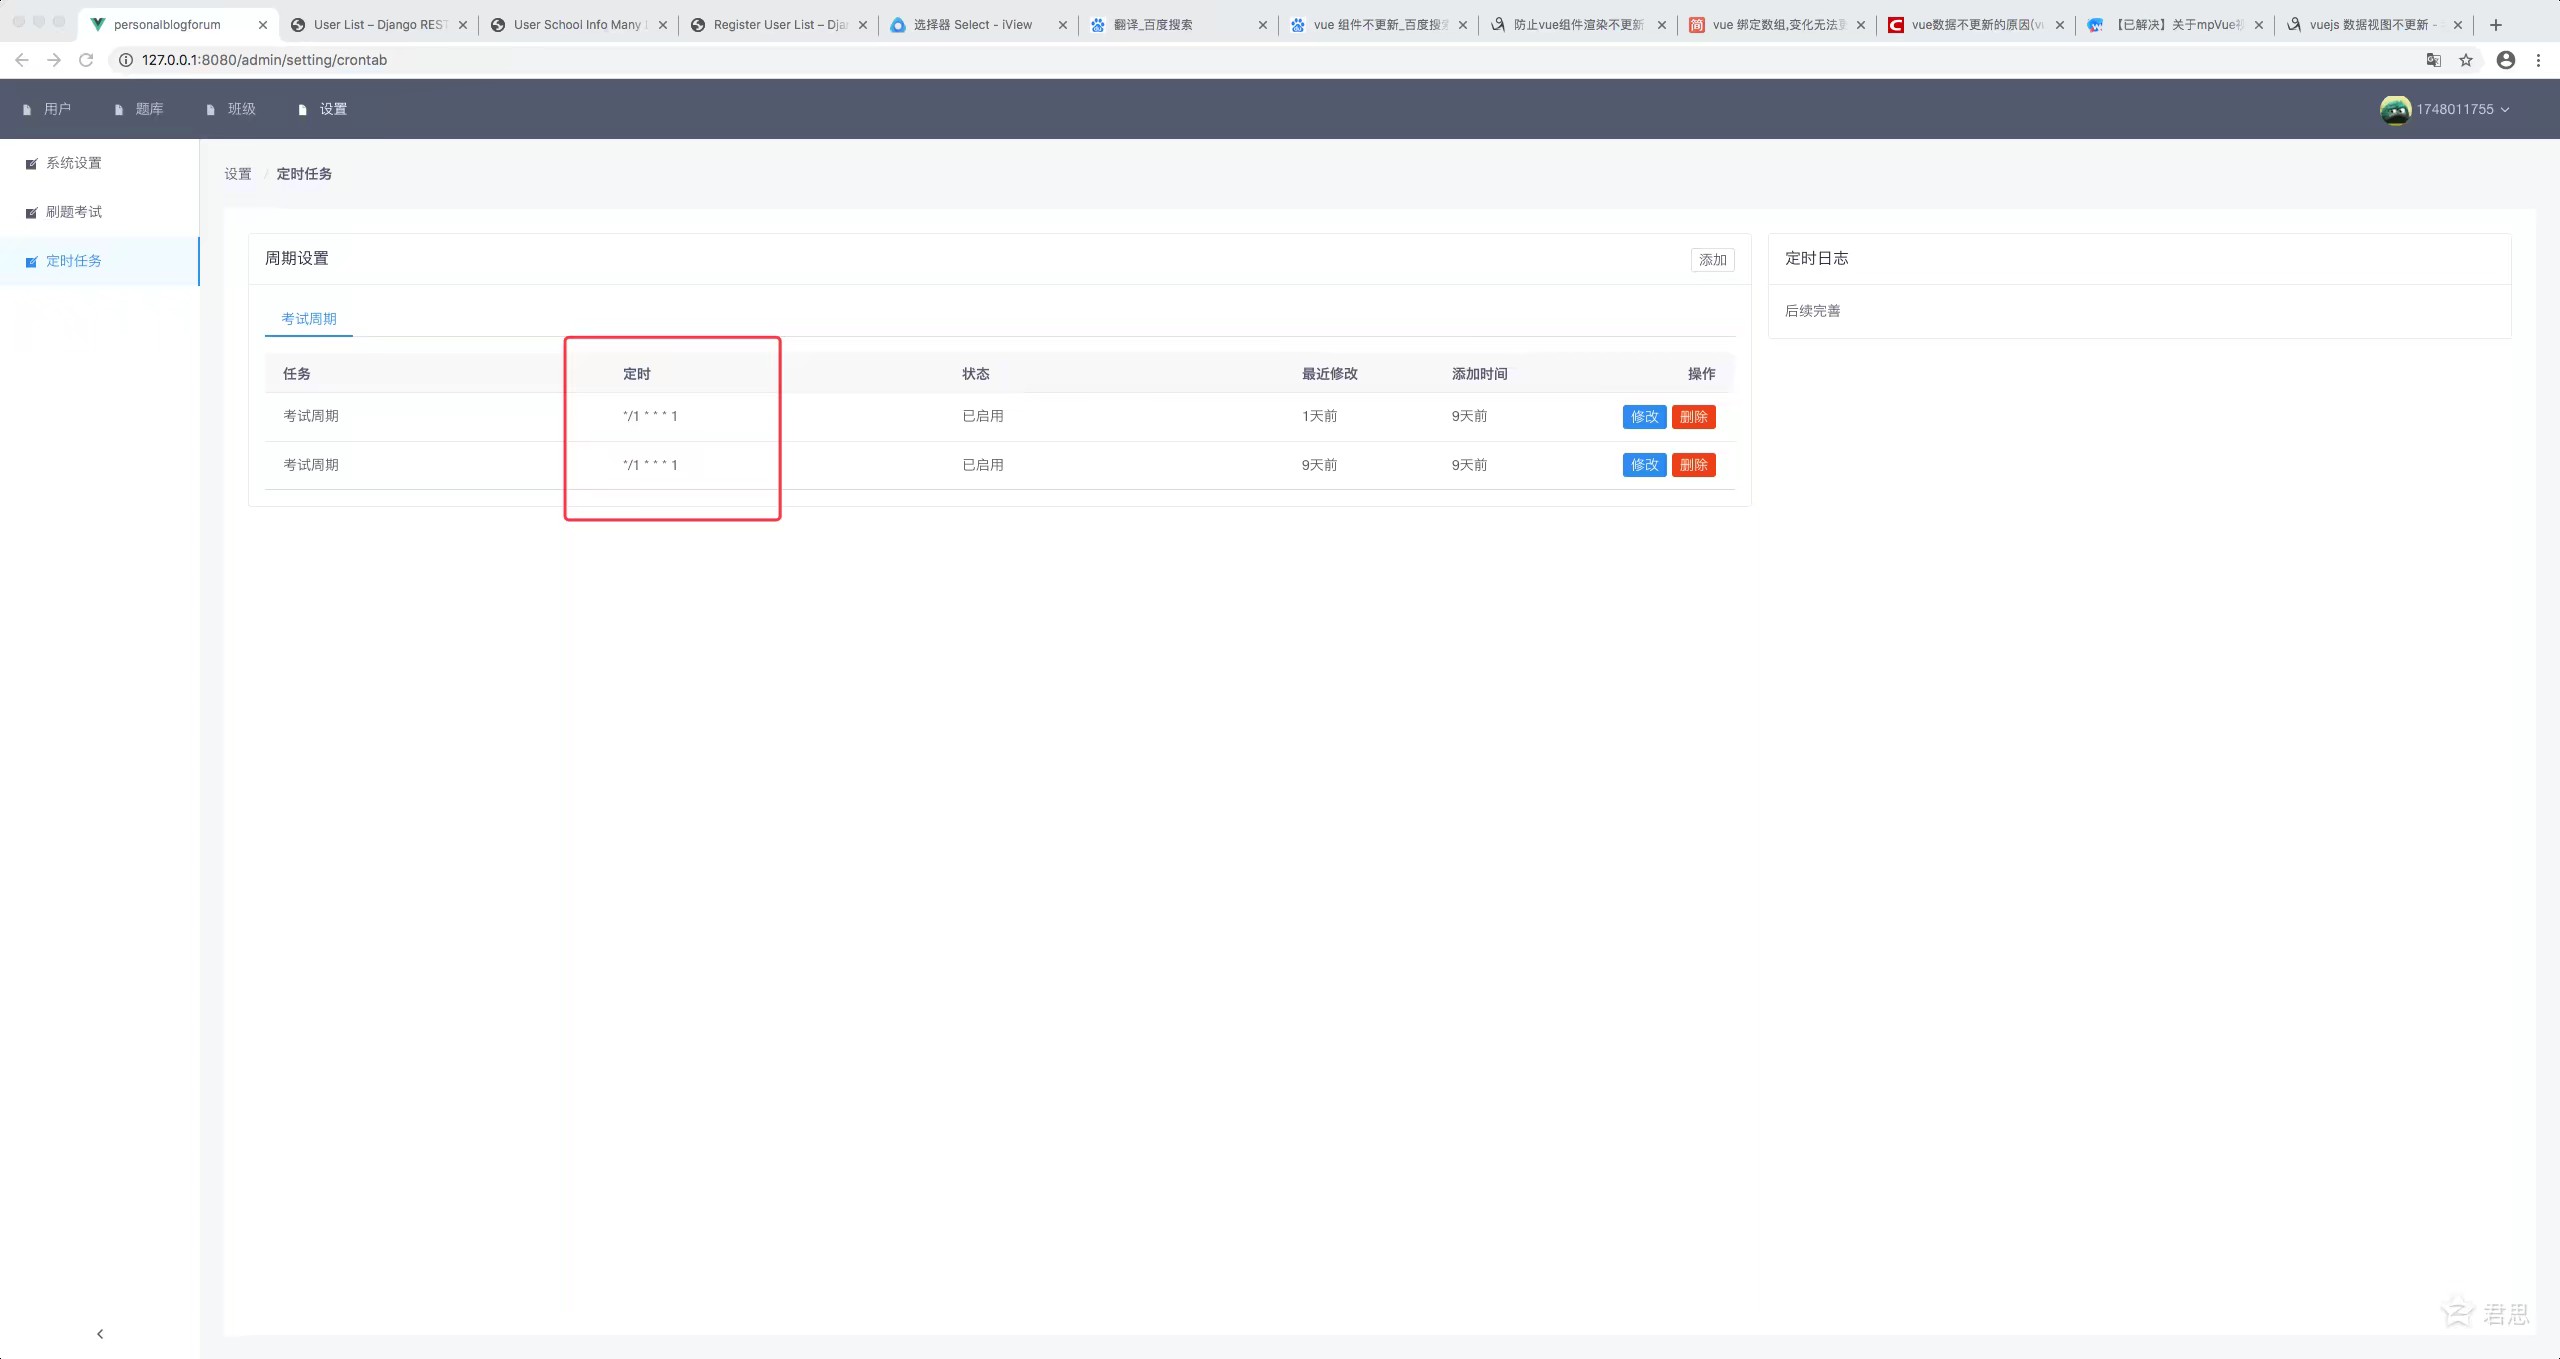 personalblogforum
User List – Django REST
User School Info Many
Register User List – Djan
选择器 Select - iView
翻译_百度搜索
vue 组件不更新_百度搜索
防止vue组件渲染不更新
vue 绑定数组,变化无法更
vue数据不更新的原因(vu
【已解决】关于mpVue视
vuejs 数据视图不更新 -
127.0.0.1:8080/admin/setting/crontab
用户
题库
班级
设置
1748011755
系统设置
刷题考试
定时任务
设置 / 定时任务
周期设置
添加
考试周期
任务 定时 状态 最近修改 添加时间 操作
考试周期 */1 * * * 1 已启用 1天前 9天前 修改 删除
考试周期 */1 * * * 1 已启用 9天前 9天前 修改 删除
定时日志
后续完善
君思